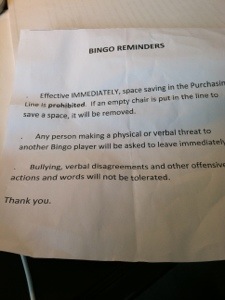 BINGO REMINDERS
. Effective IMMEDIATELY, space saving in the Purchasin
Line is prohibited. If an empty chair is put in the line to
save a space, it will be removed.
. Any person making a physical or verbal threat to
another Bingo player will be asked to leave immediately
. Bullying, verbal disagreements and other offensive
actions and words will not be tolerated.
Thank you.